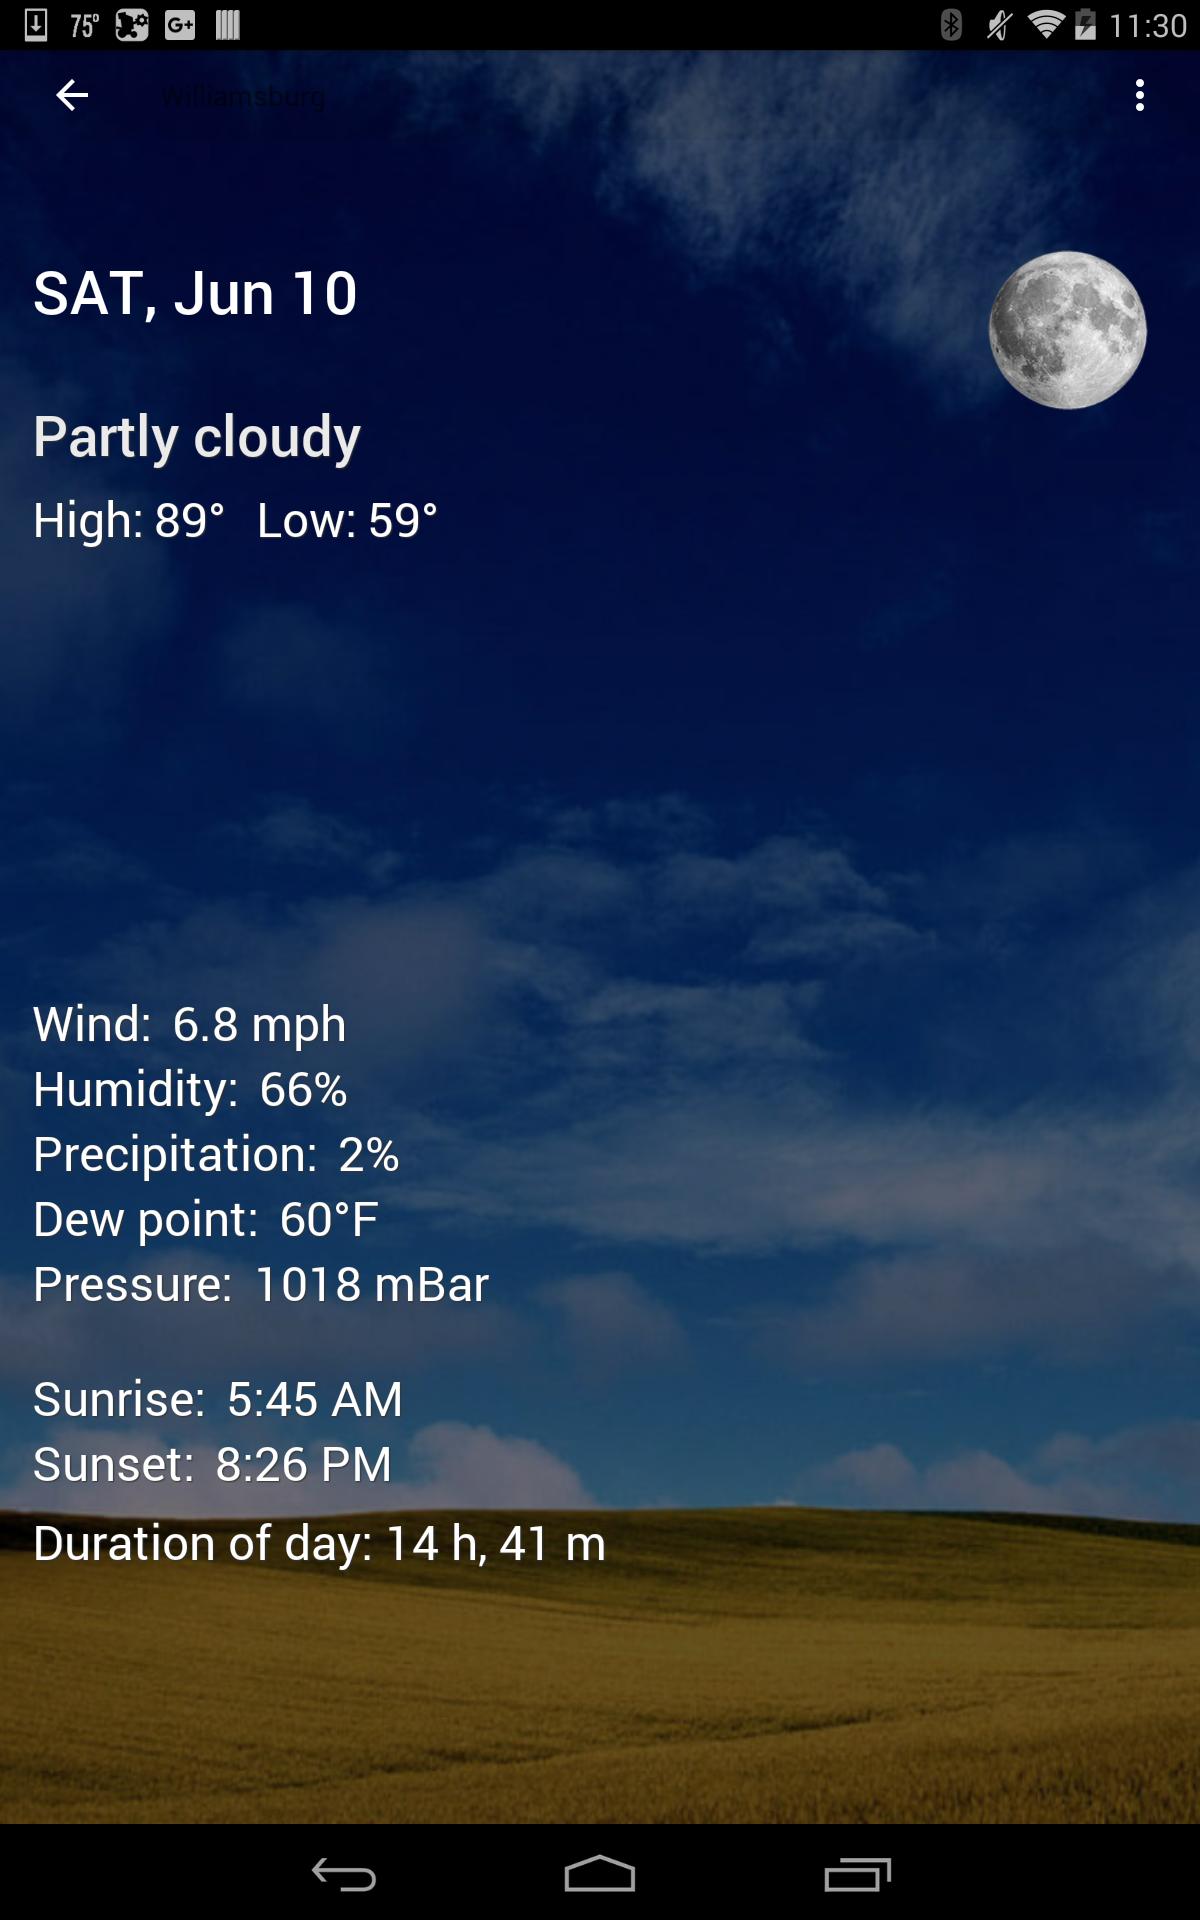 75° G+ 11:30
Williamsburg
SAT, Jun 10
Partly cloudy
High: 89° Low: 59°
Wind: 6.8 mph
Humidity: 66%
Precipitation: 2%
Dew point: 60°F
Pressure: 1018 mBar
Sunrise: 5:45 AM
Sunset: 8:26 PM
Duration of day: 14 h, 41 m